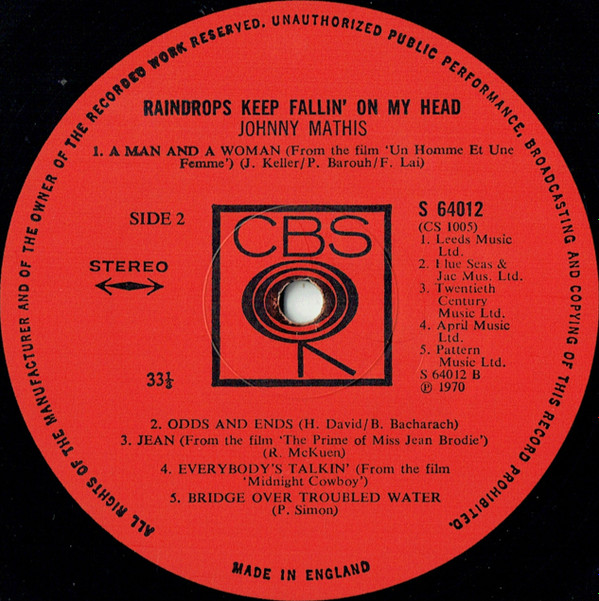 ALL RIGHTS OF THE MANUFACTURER AND OF THE OWNER OF THE RECORDED WORK RESERVED. UNAUTHORIZED PUBLIC PERFORMANCE, BROADCASTING AND COPYING OF THIS RECORD PROHIBITED.
RAINDROPS KEEP FALLIN' ON MY HEAD
JOHNNY MATHIS
1. A MAN AND A WOMAN (From the film 'Un Homme Et Une
Femme') (J. Keller/P. Barouh/F. Lai)
SIDE 2
STEREO
33⅓
CBS
S 64012
(CS 1005)
1. Leeds Music
Ltd.
2. Blue Seas &
Jac Mus. Ltd.
3. Twentieth
Century
Music Ltd.
4. April Music
Ltd.
5. Pattern
Music Ltd.
S 64012 B
℗ 1970
2. ODDS AND ENDS (H. David/B. Bacharach)
3. JEAN (From the film 'The Prime of Miss Jean Brodie')
(R. McKuen)
4. EVERYBODY'S TALKIN' (From the film
'Midnight Cowboy')
5. BRIDGE OVER TROUBLED WATER
(P. Simon)
MADE IN ENGLAND